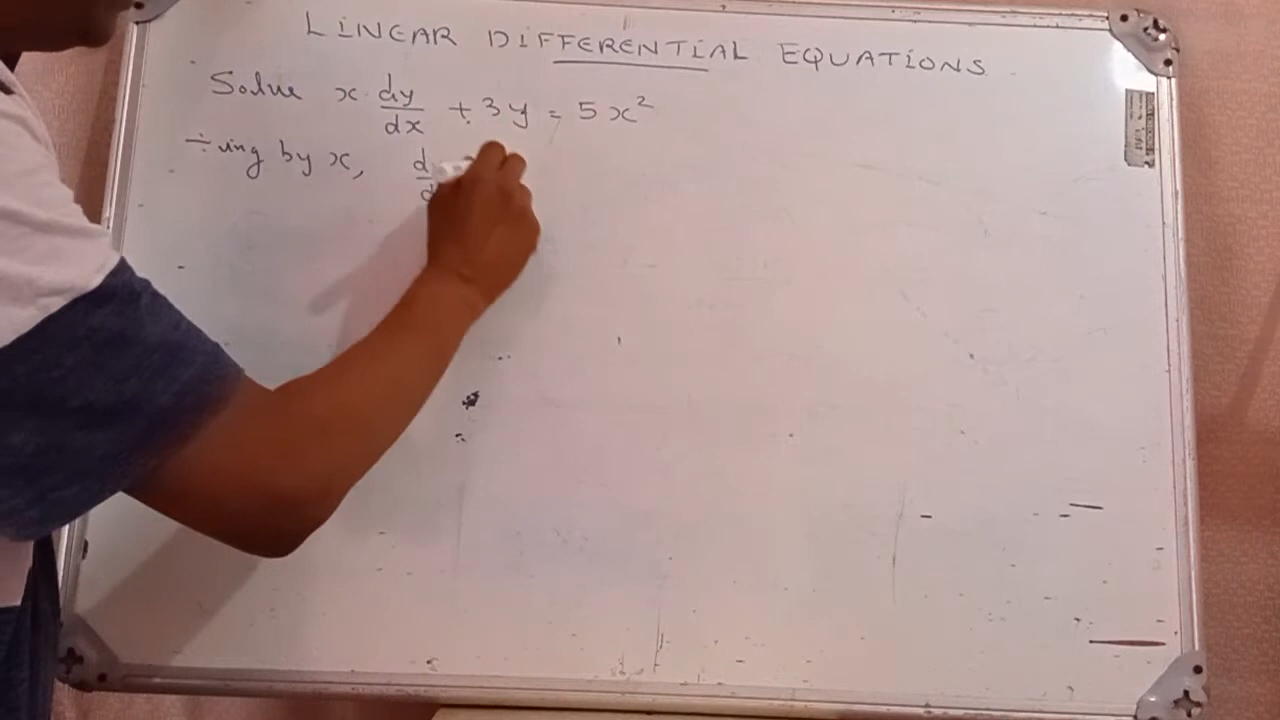 LINEAR DIFFERENTIAL EQUATIONS
Solve x dy/dx + 3y = 5x²
÷ing by x, d
d